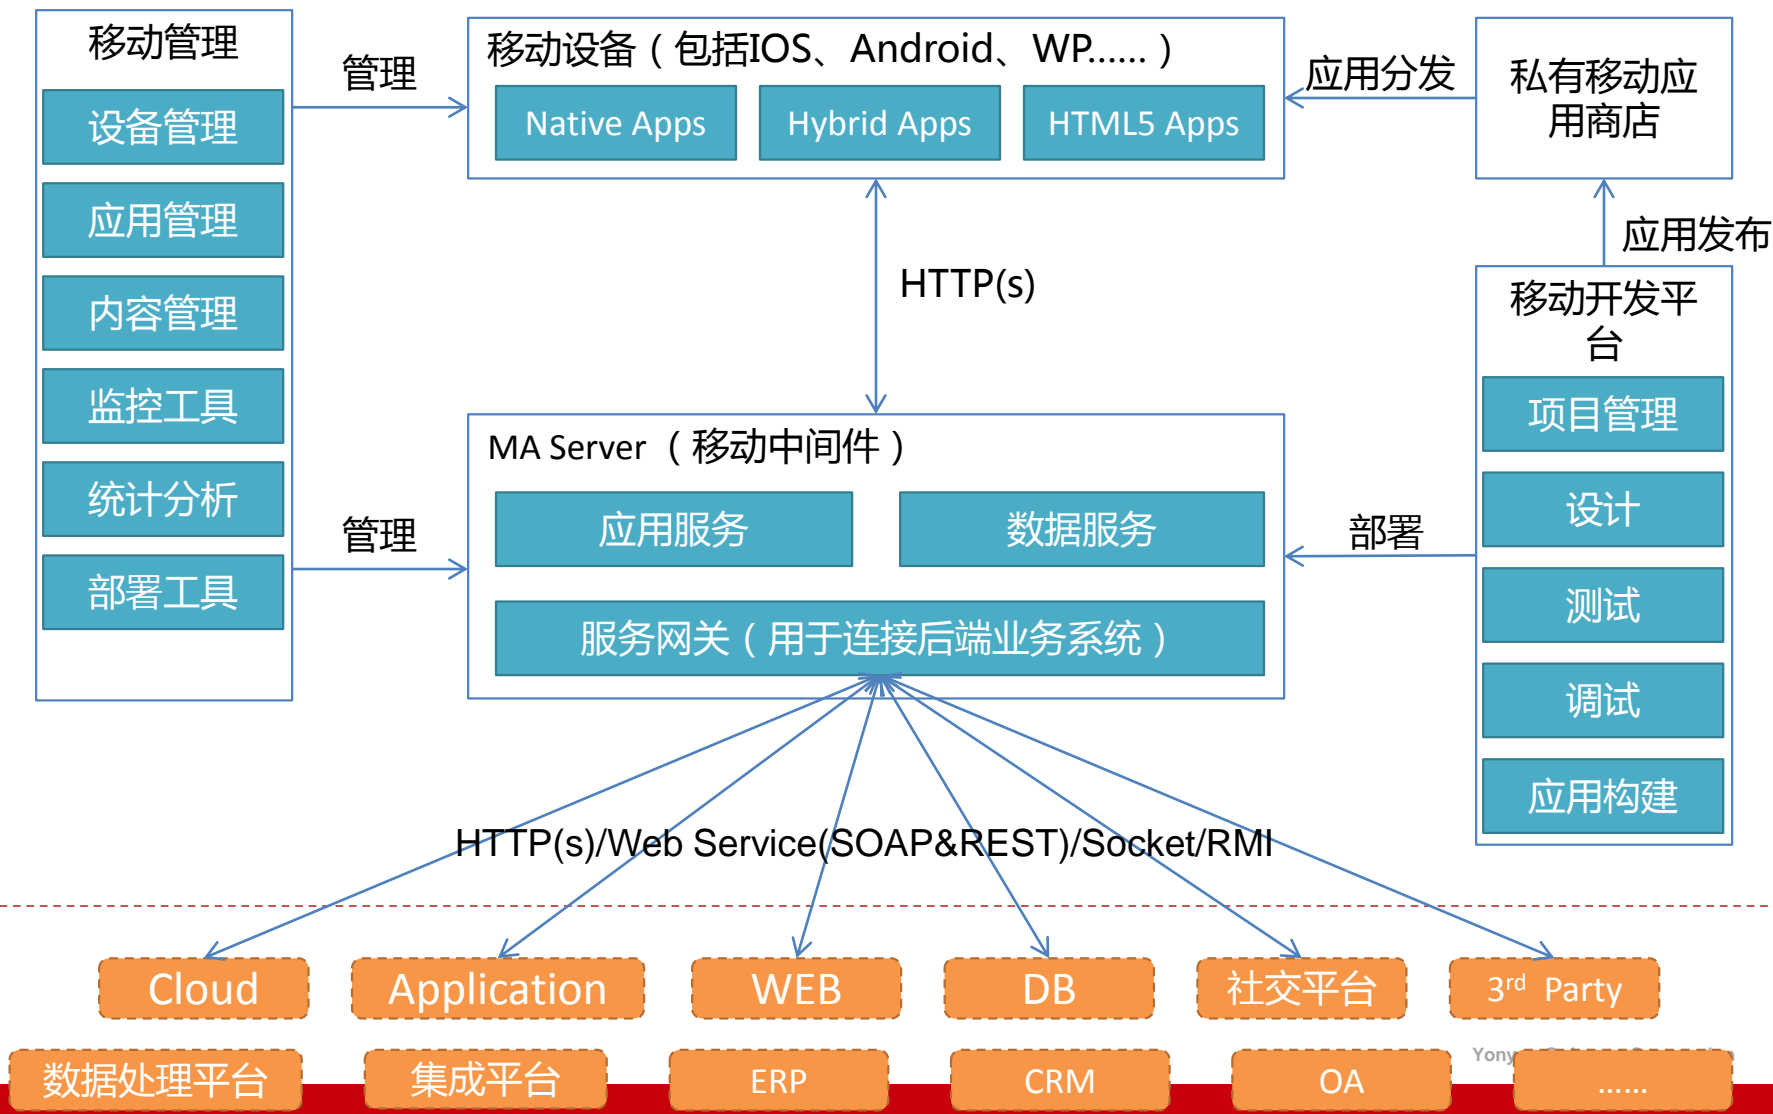 移动管理
设备管理
应用管理
内容管理
监控工具
统计分析
部署工具
管理
管理
移动设备（包括IOS、Android、WP......）
Native Apps
Hybrid Apps
HTML5 Apps
应用分发
私有移动应
用商店
应用发布
HTTP(s)
MA Server （移动中间件）
应用服务
数据服务
服务网关（用于连接后端业务系统）
部署
移动开发平
台
项目管理
设计
测试
调试
应用构建
HTTP(s)/Web Service(SOAP&REST)/Socket/RMI
Cloud
Application
WEB
DB
社交平台
3rd Party
数据处理平台
集成平台
ERP
CRM
OA
......